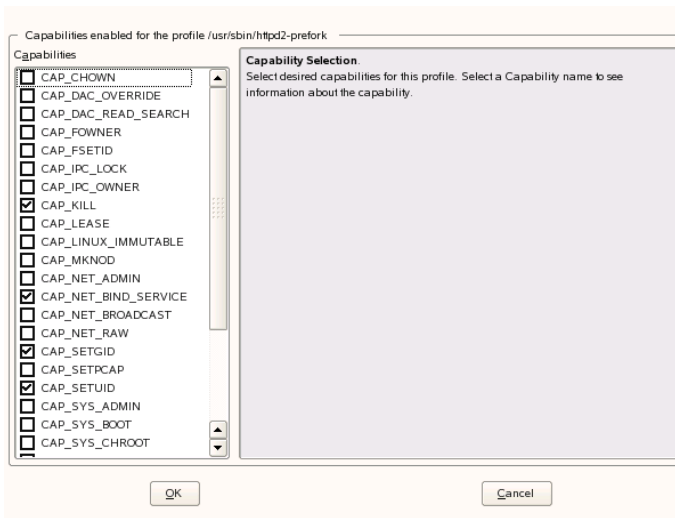 Capabilities enabled for the profile /usr/sbin/httpd2-prefork
Capabilities
CAP_CHOWN
CAP_DAC_OVERRIDE
CAP_DAC_READ_SEARCH
CAP_FOWNER
CAP_FSETID
CAP_IPC_LOCK
CAP_IPC_OWNER
CAP_KILL
CAP_LEASE
CAP_LINUX_IMMUTABLE
CAP_MKNOD
CAP_NET_ADMIN
CAP_NET_BIND_SERVICE
CAP_NET_BROADCAST
CAP_NET_RAW
CAP_SETGID
CAP_SETPCAP
CAP_SETUID
CAP_SYS_ADMIN
CAP_SYS_BOOT
CAP_SYS_CHROOT
Capability Selection.
Select desired capabilities for this profile. Select a Capability name to see
information about the capability.
OK
Cancel